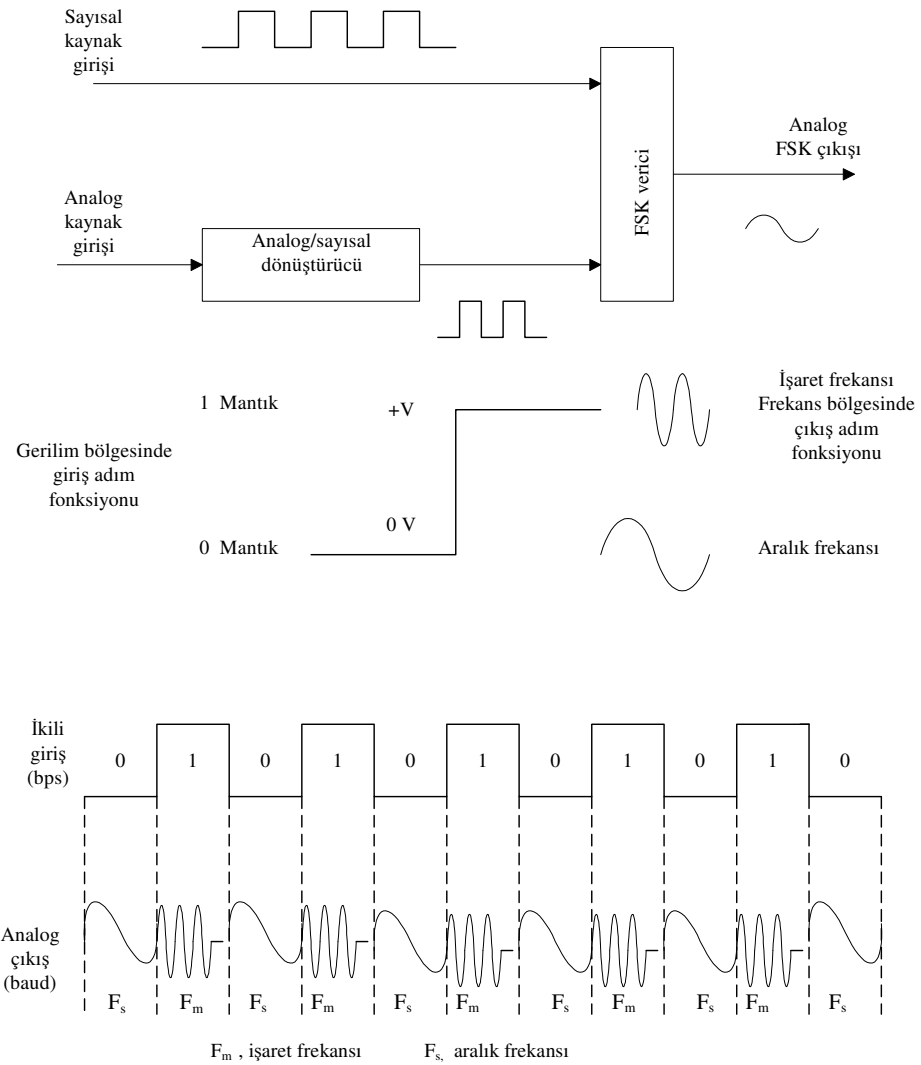 Sayısal
kaynak
girişi
Analog
FSK çıkışı
FSK verici
Analog
kaynak
girişi
Analog/sayısal
dönüştürücü
1 Mantık
+V
İşaret frekansı
Frekans bölgesinde
çıkış adım
fonksiyonu
Gerilim bölgesinde
giriş adım
fonksiyonu
0 V
0 Mantık
Aralık frekansı
İkili
giriş
(bps)
0 1 0 1 0 1 0 1 0 1 0
Analog
çıkış
(baud)
Fs Fm Fs Fm Fs Fm Fs Fm Fs Fm Fs
Fm , işaret frekansı Fs, aralık frekansı